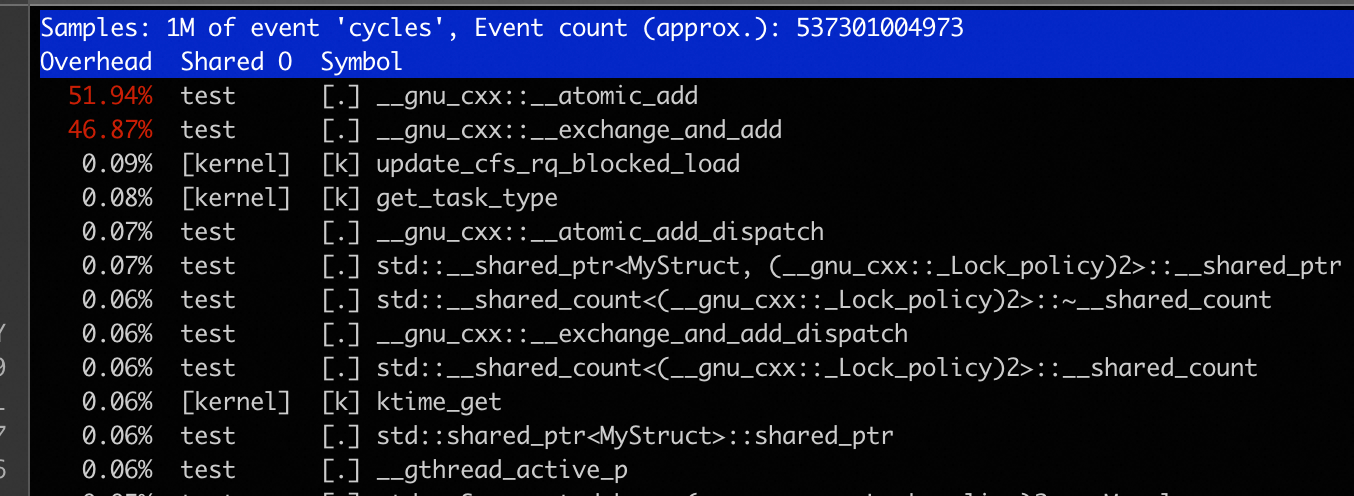 Samples: 1M of event 'cycles', Event count (approx.): 537301004973
Overhead  Shared O  Symbol
51.94%  test      [.] __gnu_cxx::__atomic_add
46.87%  test      [.] __gnu_cxx::__exchange_and_add
0.09%  [kernel]  [k] update_cfs_rq_blocked_load
0.08%  [kernel]  [k] get_task_type
0.07%  test      [.] __gnu_cxx::__atomic_add_dispatch
0.07%  test      [.] std::__shared_ptr<MyStruct, (__gnu_cxx::_Lock_policy)2>::__shared_ptr
0.06%  test      [.] std::__shared_count<(__gnu_cxx::_Lock_policy)2>::~__shared_count
0.06%  test      [.] __gnu_cxx::__exchange_and_add_dispatch
0.06%  test      [.] std::__shared_count<(__gnu_cxx::_Lock_policy)2>::__shared_count
0.06%  [kernel]  [k] ktime_get
0.06%  test      [.] std::shared_ptr<MyStruct>::shared_ptr
0.06%  test      [.] __gthread_active_p